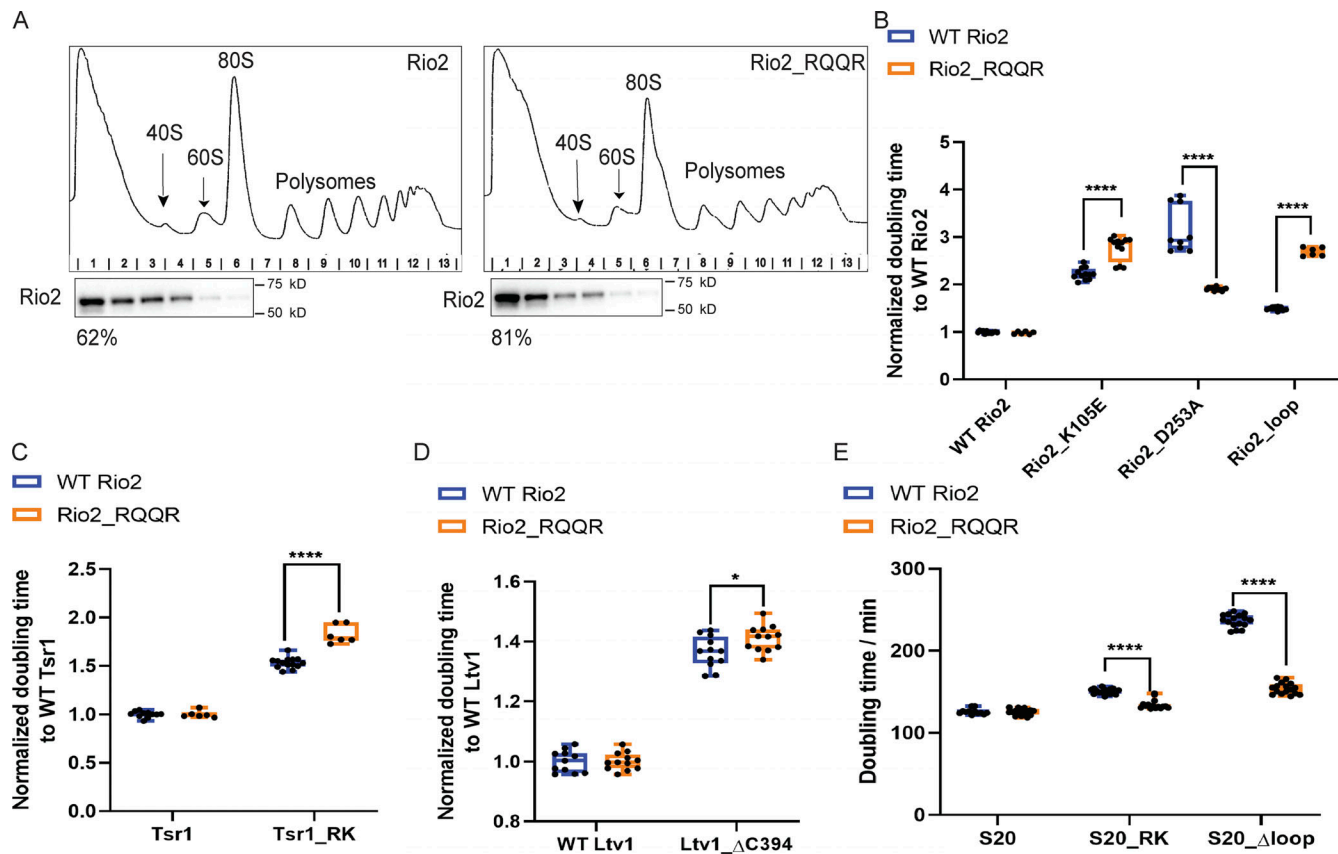 A
Rio2
80S
40S
60S
Polysomes
1 2 3 4 5 6 7 8 9 10 11 12 13
Rio2
75 kD
50 kD
62%
Rio2_RQQR
80S
40S
60S
Polysomes
1 2 3 4 5 6 7 8 9 10 11 12 13
Rio2
75 kD
50 kD
81%
B
WT Rio2
Rio2_RQQR
Normalized doubling time
to WT Rio2
5
4
3
2
1
0
****
****
****
WT Rio2
Rio2_K105E
Rio2_D253A
Rio2_loop
C
WT Rio2
Rio2_RQQR
Normalized doubling time
to WT Tsr1
2.5
2.0
1.5
1.0
0.5
0.0
****
Tsr1
Tsr1_RK
D
WT Rio2
Rio2_RQQR
Normalized doubling time
to WT Ltv1
1.6
1.4
1.2
1.0
0.8
*
WT Ltv1
Ltv1_ΔC394
E
WT Rio2
Rio2_RQQR
Doubling time / min
300
200
100
0
****
****
S20
S20_RK
S20_Δloop